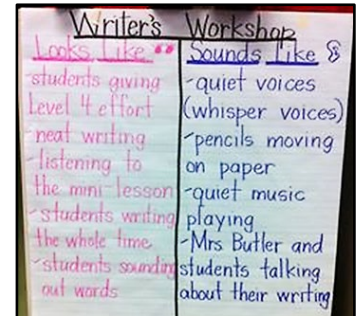 Writer's Workshop
Looks Like
-students giving
Level 4 effort
-neat writing
-listening to
the mini-lesson
-students writing
the whole time
-students sounding
out words
Sounds Like
-quiet voices
(whisper voices)
-pencils moving
on paper
-quiet music
playing
-Mrs Butler and
students talking
about their writing